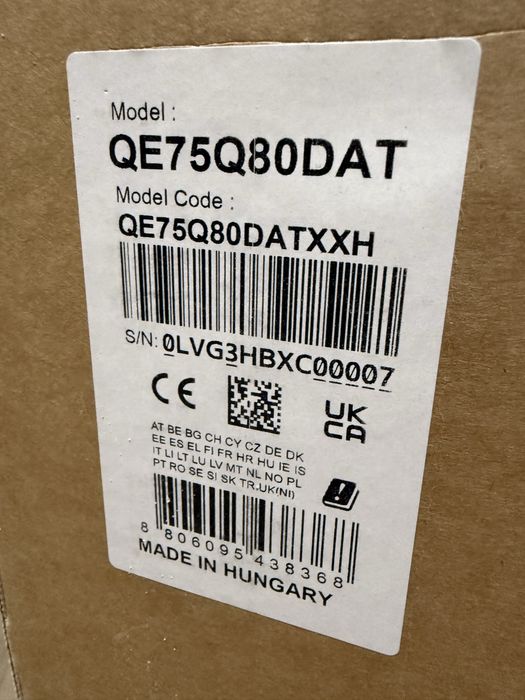 Model :
QE75Q80DAT
Model Code :
QE75Q80DATXXH
S/N: 0LVG3HBXC00007
CE
UK
CA
AT BE BG CH CY CZ DE DK
EE ES EL FI FR HR HU IE IS
IT LI LT LU LV MT NL NO PL
PT RO SE SI SK TR.UK(NI)
8 806095 438368
MADE IN HUNGARY